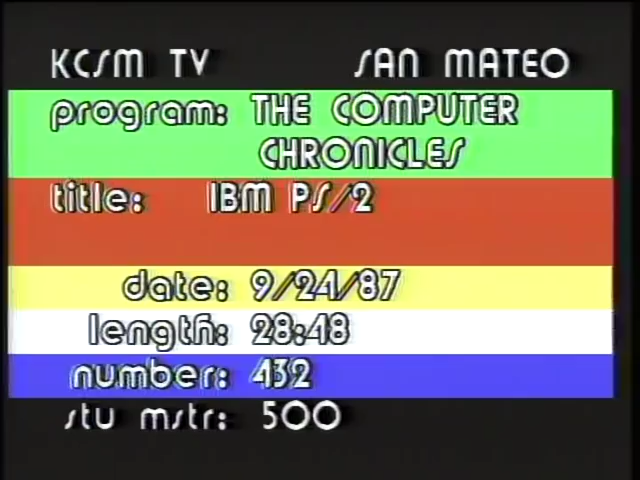 KCSM TV SAN MATEO
program: THE COMPUTER
CHRONICLES
title: IBM PS/2
date: 9/24/87
length: 28:48
number: 432
stu mstr: 500